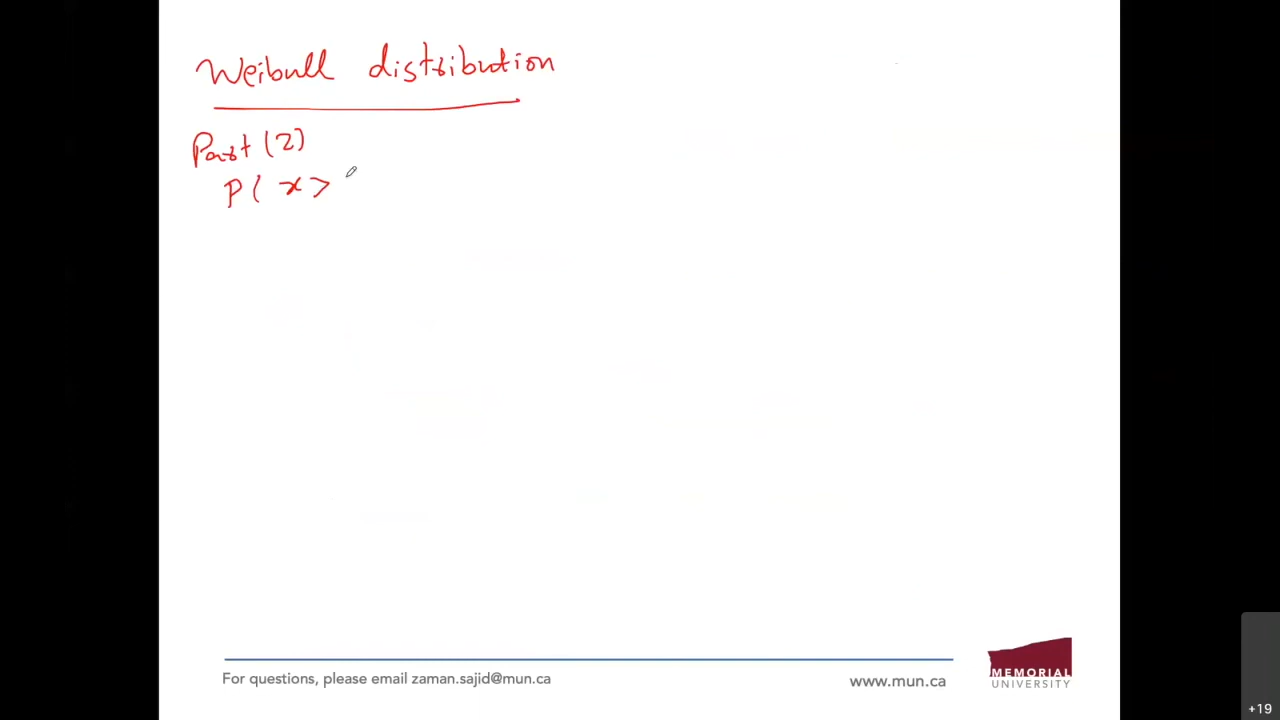 Weibull distribution
Part (2)
P( x >
For questions, please email zaman.sajid@mun.ca
www.mun.ca
MEMORIAL
UNIVERSITY
+19